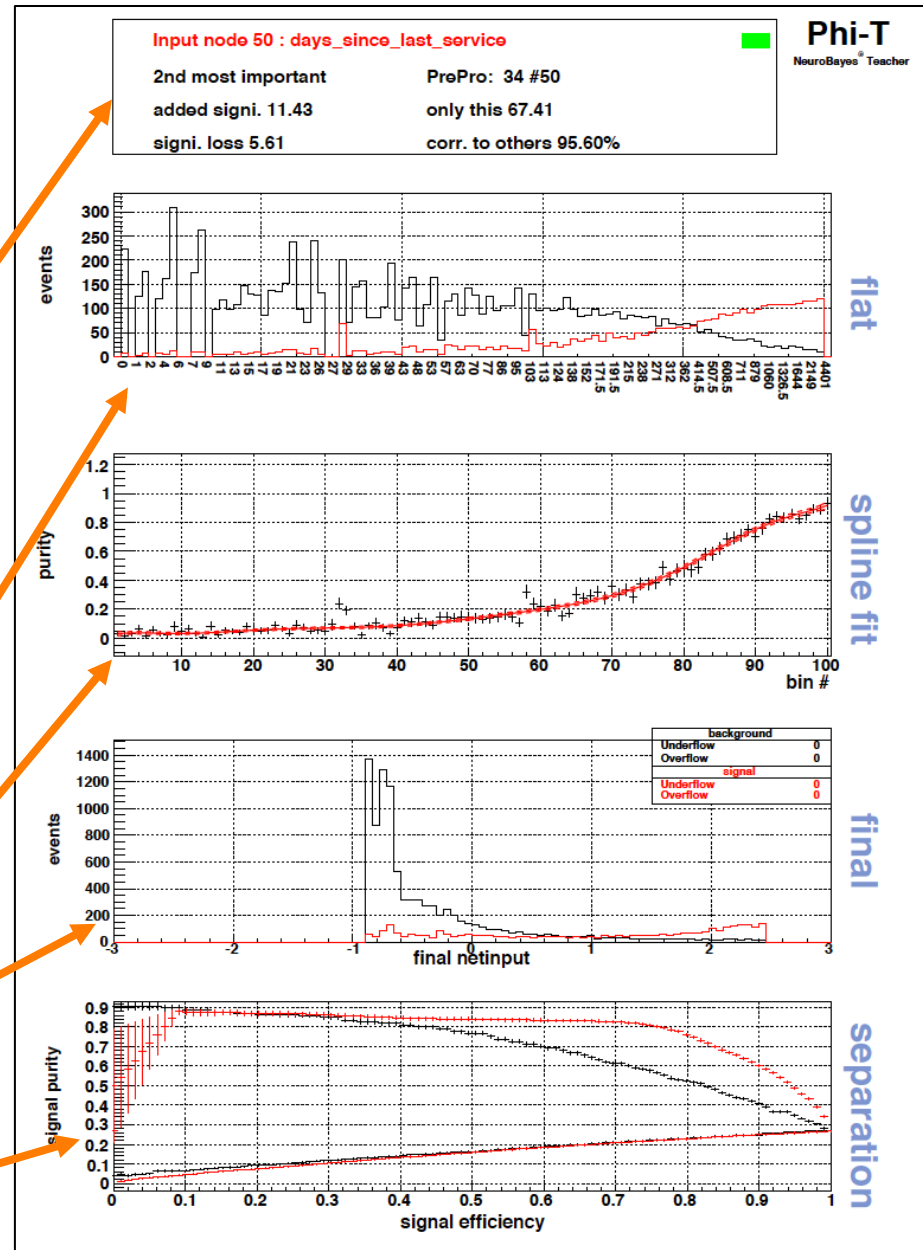 Input node 50 : days_since_last_service
Phi-T
NeuroBayes® Teacher
2nd most important PrePro: 34 #50
added signi. 11.43 only this 67.41
signi. loss 5.61 corr. to others 95.60%
flat
events
300
250
200
150
100
50
0
0 1 2 4 6 7 9 11 13 15 17 19 21 23 26 27 29 33 36 39 43 48 53 57 63 70 77 86 97 103 113 124 138 152 171.5 191.5 215 238 271 312 362 414.5 507.5 608.5 711 879 1060 1326.5 1644 2149 4401
spline fit
purity
1.2
1
0.8
0.6
0.4
0.2
0
10 20 30 40 50 60 70 80 90 100
bin #
final
events
1400
1200
1000
800
600
400
200
0
background
Underflow 0
Overflow 0
signal
Underflow 0
Overflow 0
-3 -2 -1 0 1 2 3
final netinput
separation
signal purity
0.9
0.8
0.7
0.6
0.5
0.4
0.3
0.2
0.1
0
0 0.1 0.2 0.3 0.4 0.5 0.6 0.7 0.8 0.9 1
signal efficiency